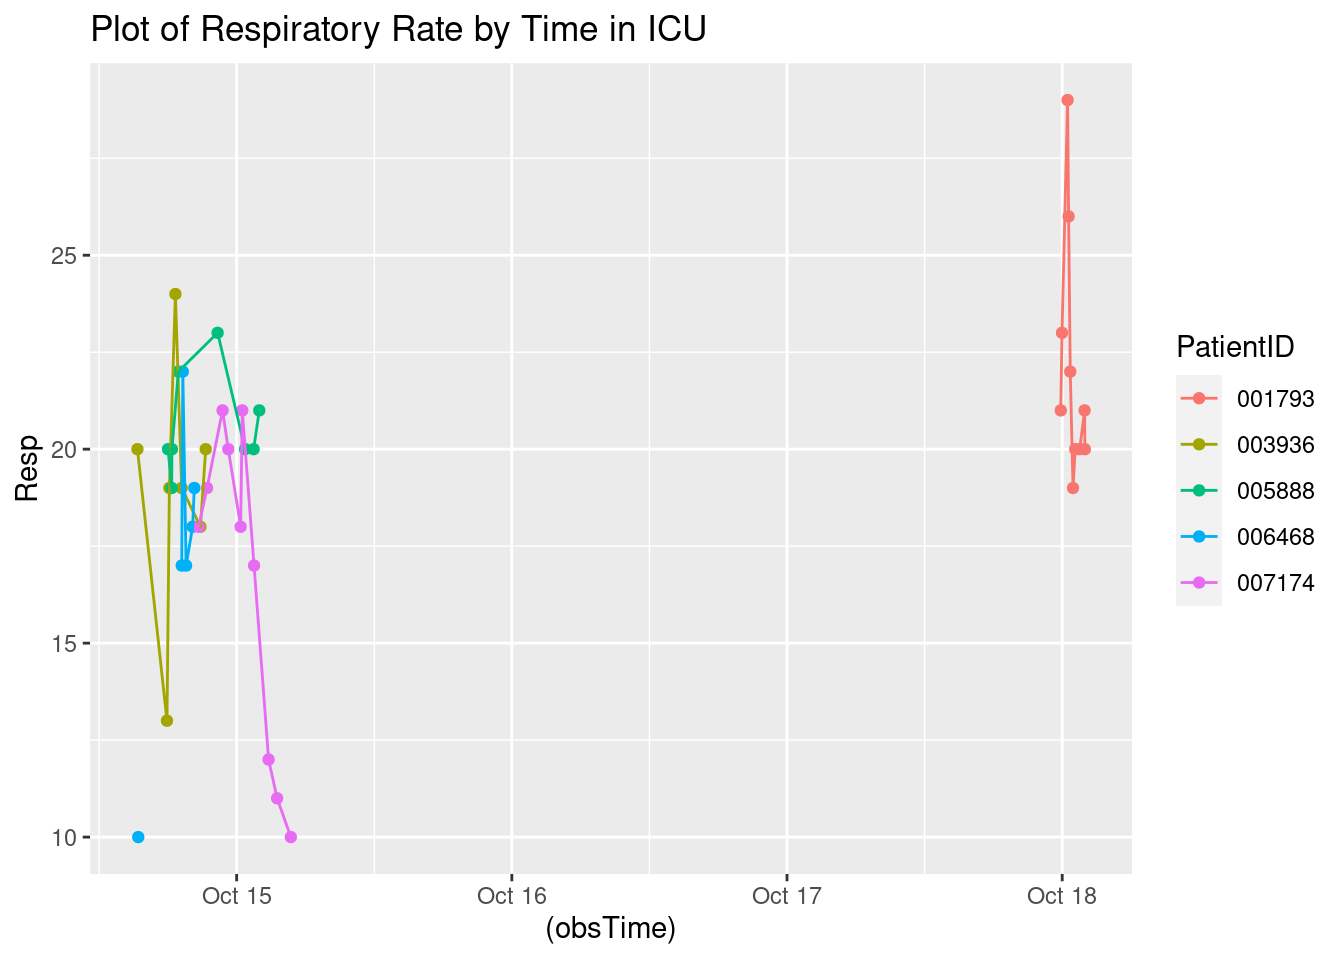 Plot of Respiratory Rate by Time in ICU
Resp
25
20
15
10
Oct 15
Oct 16
Oct 17
Oct 18
(obsTime)
PatientID
001793
003936
005888
006468
007174